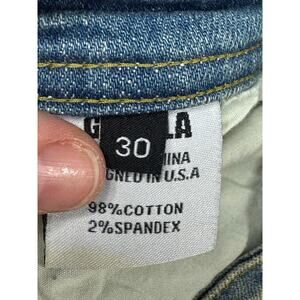 G LA
30
INA
GNED IN U.S.A
98%COTTON
2%SPANDEX